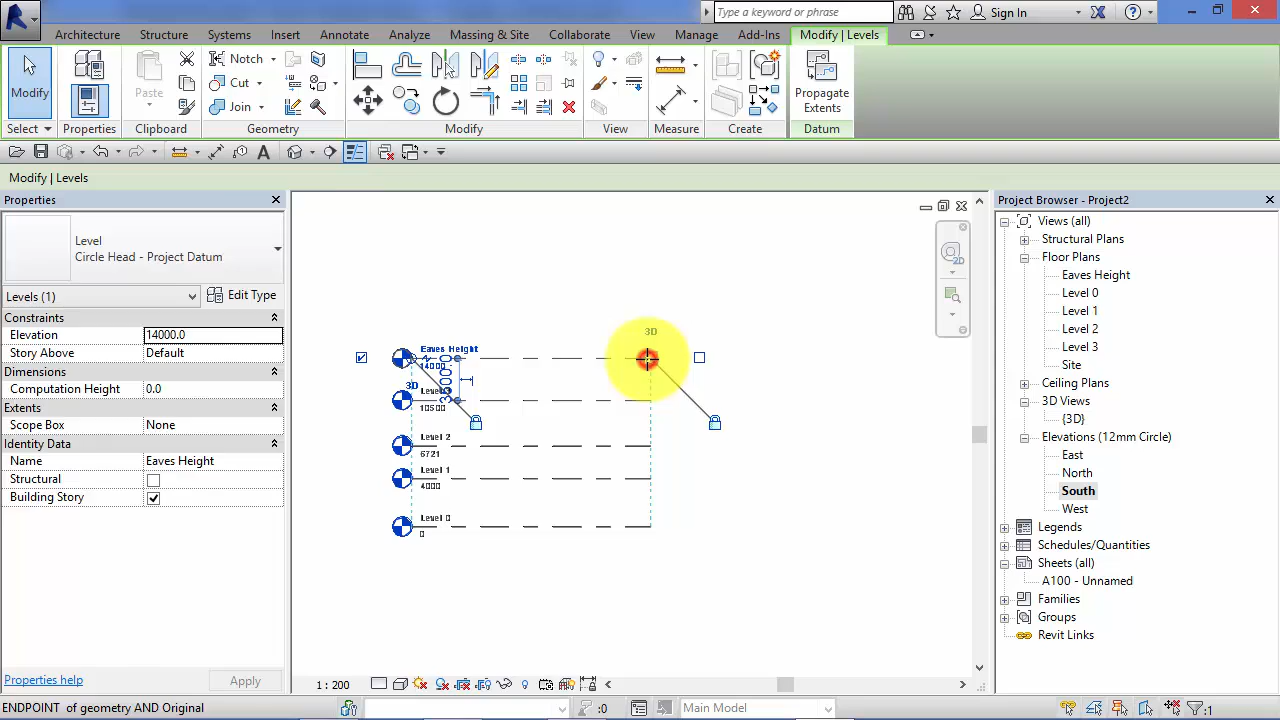 Type a keyword or phrase
Sign In
Architecture Structure Systems Insert Annotate Analyze Massing & Site Collaborate View Manage Add-Ins Modify | Levels
Modify
Paste
Notch
Cut
Join
Propagate
Extents
Select Properties Clipboard Geometry Modify View Measure Create Datum
Modify | Levels
Properties
Level
Circle Head - Project Datum
Levels (1)
Edit Type
Constraints
Elevation 14000.0
Story Above Default
Dimensions
Computation Height 0.0
Extents
Scope Box None
Identity Data
Name Eaves Height
Structural
Building Story
Properties help
Apply
2D
3D
Eaves Height
14000
3D
10500
Level 2
6721
Level 1
4000
Level 0
0
1 : 200
Project Browser - Project2
Views (all)
Structural Plans
Floor Plans
Eaves Height
Level 0
Level 1
Level 2
Level 3
Site
Ceiling Plans
3D Views
{3D}
Elevations (12mm Circle)
East
North
South
West
Legends
Schedules/Quantities
Sheets (all)
A100 - Unnamed
Families
Groups
Revit Links
ENDPOINT of geometry AND Original
:0
Main Model
:1